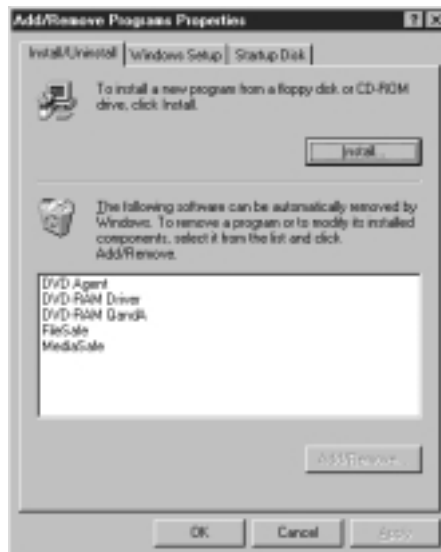 Add/Remove Programs Properties
Install/Uninstall
Windows Setup
Startup Disk
To install a new program from a floppy disk or CD-ROM
drive, click Install.
Install...
The following software can be automatically removed by
Windows. To remove a program or to modify its installed
components, select it from the list and click
Add/Remove.
DVD Agent
DVD-RAM Driver
DVD-RAM QandA
FileSafe
MediaSafe
Add/Remove...
OK
Cancel
Apply